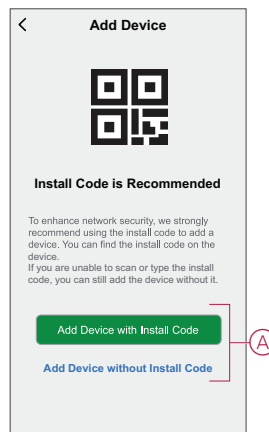 Add Device
Install Code is Recommended
To enhance network security, we strongly
recommend using the install code to add a
device. You can find the install code on the
device.
If you are unable to scan or type the install
code, you can still add the device without it.
Add Device with Install Code
A
Add Device without Install Code